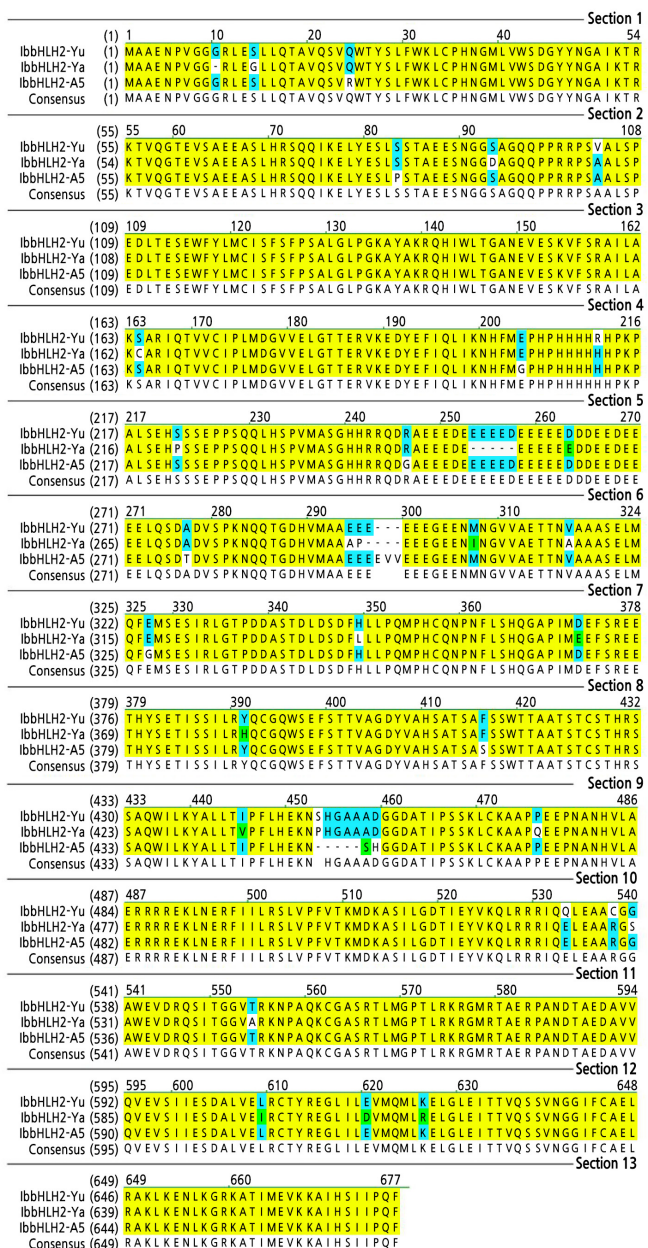 Section 1
(1) 1 10 20 30 40 54
IbbHLH2-Yu (1) MAAENPVGGGRLESLLQTAVQSVQWTYSLFWKLCPHNGMLVWSDGYYNGAIKTR
IbbHLH2-Ya (1) MAAENPVGG-RLEGLLQTAVQSVQWTYSLFWKLCPHNGMLVWSDGYYNGAIKTR
IbbHLH2-A5 (1) MAAENPVGGGRLESLLQTAVQSVRWTYSLFWKLCPHNGMLVWSDGYYNGAIKTR
Consensus (1) MAAENPVGGGRLESLLQTAVQSVQWTYSLFWKLCPHNGMLVWSDGYYNGAIKTR
Section 2
(55) 55 60 70 80 90 108
IbbHLH2-Yu (55) KTVQGTEVSAEEASLHRSQQIKELYESLSSTAEESNGGSAGQQPPRRPSVALSP
IbbHLH2-Ya (54) KTVQGTEVSAEEASLHRSQQIKELYESLSSTAEESNGGDAGQQPPRRPSAALSP
IbbHLH2-A5 (55) KTVQGTEVSAEEASLHRSQQIKELYESLPSTAEESNGGSAGQQPPRRPSAALSP
Consensus (55) KTVQGTEVSAEEASLHRSQQIKELYESLSSTAEESNGGSAGQQPPRRPSAALSP
Section 3
(109) 109 120 130 140 150 162
IbbHLH2-Yu (109) EDLTESEWFYLMCISFSFPSALGLPGKAYAKRQHIWLTGANEVESKVFSRAILA
IbbHLH2-Ya (108) EDLTESEWFYLMCISFSFPSALGLPGKAYAKRQHIWLTGANEVESKVFSRAILA
IbbHLH2-A5 (109) EDLTESEWFYLMCISFSFPSALGLPGKAYAKRQHIWLTGANEVESKVFSRAILA
Consensus (109) EDLTESEWFYLMCISFSFPSALGLPGKAYAKRQHIWLTGANEVESKVFSRAILA
Section 4
(163) 163 170 180 190 200 216
IbbHLH2-Yu (163) KSARIQTVVCIPLMDGVVELGTTERVKEDYEFIQLIKNHFMEPHPHHHHRHPKP
IbbHLH2-Ya (162) KCARIQTVVCIPLMDGVVELGTTERVKEDYEFIQLIKNHFMEPHPHHHHHHPKP
IbbHLH2-A5 (163) KSARIQTVVCIPLMDGVVELGTTERVKEDYEFIQLIKNHFMGPHPHHHHHHPKP
Consensus (163) KSARIQTVVCIPLMDGVVELGTTERVKEDYEFIQLIKNHFMEPHPHHHHHHPKP
Section 5
(217) 217 230 240 250 260 270
IbbHLH2-Yu (217) ALSEHSSSEPPSQQLHSPVMASGHHRRQDRAEEEDEEEEEDEEEEEDDDEEDEE
IbbHLH2-Ya (216) ALSEHPSSEPPSQQLHSPVMASGHHRRQDRAEEEDE-----EEEEEEDDEEDEE
IbbHLH2-A5 (217) ALSEHSSSEPPSQQLHSPVMASGHHRRQDGAEEEDEEEEEDEEEEEDDDEEDEE
Consensus (217) ALSEHSSSEPPSQQLHSPVMASGHHRRQDRAEEEDEEEEEDEEEEEDDDEEDEE
Section 6
(271) 271 280 290 300 310 324
IbbHLH2-Yu (271) EELQSDADVSPKNQQTGDHVMAAEEE---EEEGEENMNGVVAETTNVAAASELM
IbbHLH2-Ya (265) EELQSDADVSPKNQQTGDHVMAAAP----EEEGEENINGVVAETTNAAAASELM
IbbHLH2-A5 (271) EELQSDTDVSPKNQQTGDHVMAAEEEEVVEEEGEENMNGVVAETTNVAAASELM
Consensus (271) EELQSDADVSPKNQQTGDHVMAAEEE   EEEGEENMNGVVAETTNVAAASELM
Section 7
(325) 325 330 340 350 360 378
IbbHLH2-Yu (322) QFEMSESIRLGTPDDASTDLDSDFHLLPQMPHCQNPNFLSHQGAPIMDEFSREE
IbbHLH2-Ya (315) QFEMSESIRLGTPDDASTDLDSDFLLLPQMPHCQNPNFLSHQGAPIMEEFSREE
IbbHLH2-A5 (325) QFGMSESIRLGTPDDASTDLDSDFHLLPQMPHCQNPNFLSHQGAPIMDEFSREE
Consensus (325) QFEMSESIRLGTPDDASTDLDSDFHLLPQMPHCQNPNFLSHQGAPIMDEFSREE
Section 8
(379) 379 390 400 410 420 432
IbbHLH2-Yu (376) THYSETISSILRYQCGQWSEFSTTVAGDYVAHSATSAFSSWTTAATSTCSTHRS
IbbHLH2-Ya (369) THYSETISSILRHQCGQWSEFSTTVAGDYVAHSATSAFSSWTTAATSTCSTHRS
IbbHLH2-A5 (379) THYSETISSILRYQCGQWSEFSTTVAGDYVAHSATSASSSWTTAATSTCSTHRS
Consensus (379) THYSETISSILRYQCGQWSEFSTTVAGDYVAHSATSAFSSWTTAATSTCSTHRS
Section 9
(433) 433 440 450 460 470 486
IbbHLH2-Yu (430) SAQWILKYALLTIPFLHEKNSHGAAADGGDATIPSSKLCKAAPPEEPNANHVLA
IbbHLH2-Ya (423) SAQWILKYALLTVPFLHEKNPHGAAADGGDATIPSSKLCKAAPQEEPNANHVLA
IbbHLH2-A5 (433) SAQWILKYALLTIPFLHEKN-----SHGGDATIPSSKLCKAAPPEEPNANHVLA
Consensus (433) SAQWILKYALLTIPFLHEKN HGAAADGGDATIPSSKLCKAAPPEEPNANHVLA
Section 10
(487) 487 500 510 520 530 540
IbbHLH2-Yu (484) ERRRREKLNERFIILRSLVPFVTKMDKASILGDTIEYVKQLRRRIQQLEAACGG
IbbHLH2-Ya (477) ERRRREKLNERFIILRSLVPFVTKMDKASILGDTIEYVKQLRRRIQELEAARGS
IbbHLH2-A5 (482) ERRRREKLNERFIILRSLVPFVTKMDKASILGDTIEYVKQLRRRIQELEAARGG
Consensus (487) ERRRREKLNERFIILRSLVPFVTKMDKASILGDTIEYVKQLRRRIQELEAARGG
Section 11
(541) 541 550 560 570 580 594
IbbHLH2-Yu (538) AWEVDRQSITGGVTRKNPAQKCGASRTLMGPTLRKRGMRTAERPANDTAEDAVV
IbbHLH2-Ya (531) AWEVDRQSITGGVARKNPAQKCGASRTLMGPTLRKRGMRTAERPANDTAEDAVV
IbbHLH2-A5 (536) AWEVDRQSITGGVTRKNPAQKCGASRTLMGPTLRKRGMRTAERPANDTAEDAVV
Consensus (541) AWEVDRQSITGGVTRKNPAQKCGASRTLMGPTLRKRGMRTAERPANDTAEDAVV
Section 12
(595) 595 600 610 620 630 648
IbbHLH2-Yu (592) QVEVSIIESDALVELRCTYREGLILEVMQMLKELGLEITTVQSSVNGGIFCAEL
IbbHLH2-Ya (585) QVEVSIIESDALVEIRCTYREGLILDVMQMLRELGLEITTVQSSVNGGIFCAEL
IbbHLH2-A5 (590) QVEVSIIESDALVELRCTYREGLILEVMQMLKELGLEITTVQSSVNGGIFCAEL
Consensus (595) QVEVSIIESDALVELRCTYREGLILEVMQMLKELGLEITTVQSSVNGGIFCAEL
Section 13
(649) 649 660 677
IbbHLH2-Yu (646) RAKLKENLKGRKATIMEVKKAIHSIIPQF
IbbHLH2-Ya (639) RAKLKENLKGRKATIMEVKKAIHSIIPQF
IbbHLH2-A5 (644) RAKLKENLKGRKATIMEVKKAIHSIIPQF
Consensus (649) RAKLKENLKGRKATIMEVKKAIHSIIPQF